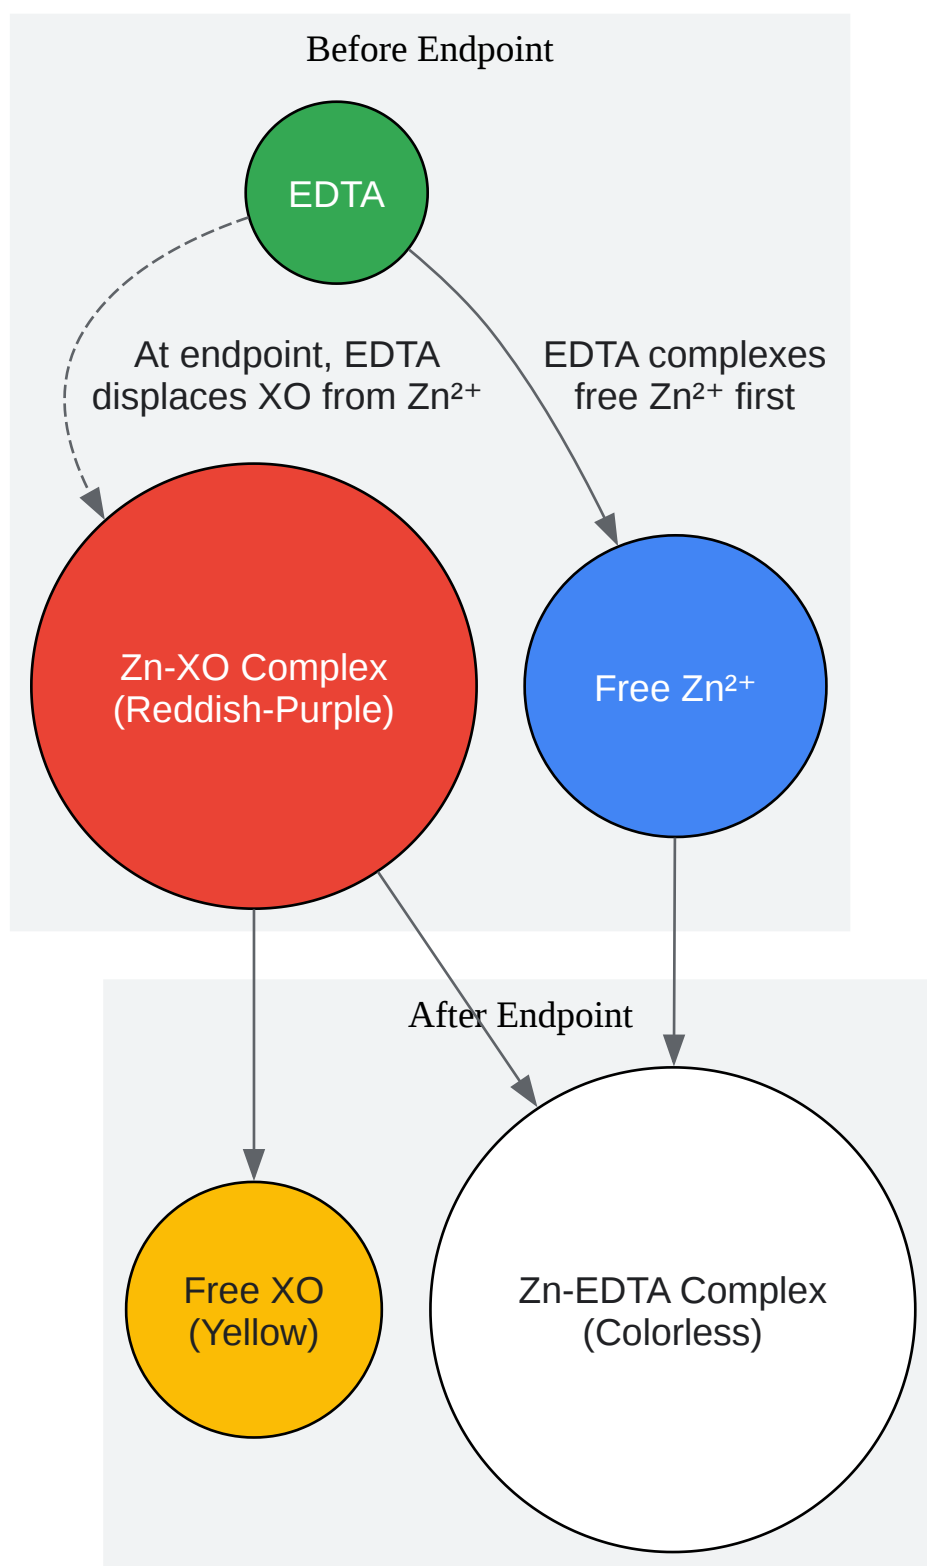 Before Endpoint
EDTA
At endpoint, EDTA
displaces XO from Zn²⁺
EDTA complexes
free Zn²⁺ first
Zn-XO Complex
(Reddish-Purple)
Free Zn²⁺
After Endpoint
Free XO
(Yellow)
Zn-EDTA Complex
(Colorless)